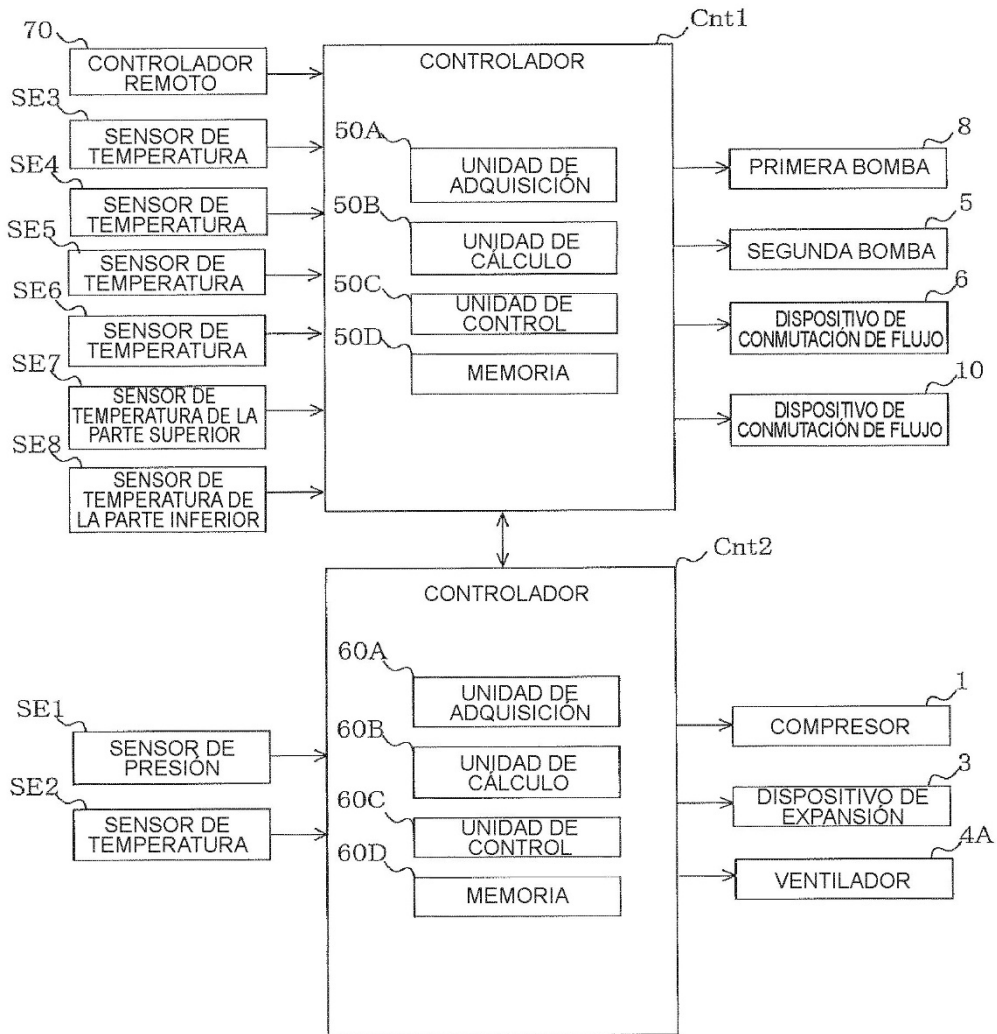 70
CONTROLADOR
REMOTO
SE3
SENSOR DE
TEMPERATURA
SE4
SENSOR DE
TEMPERATURA
SE5
SENSOR DE
TEMPERATURA
SE6
SENSOR DE
TEMPERATURA
SE7
SENSOR DE
TEMPERATURA DE LA
PARTE SUPERIOR
SE8
SENSOR DE
TEMPERATURA DE
LA PARTE INFERIOR
Cnt1
CONTROLADOR
50A
UNIDAD DE
ADQUISICIÓN
50B
UNIDAD DE
CÁLCULO
50C
UNIDAD DE
CONTROL
50D
MEMORIA
8
PRIMERA BOMBA
5
SEGUNDA BOMBA
6
DISPOSITIVO DE
CONMUTACIÓN DE FLUJO
10
DISPOSITIVO DE
CONMUTACIÓN DE FLUJO
SE1
SENSOR DE
PRESIÓN
SE2
SENSOR DE
TEMPERATURA
Cnt2
CONTROLADOR
60A
UNIDAD DE
ADQUISICIÓN
60B
UNIDAD DE
CÁLCULO
60C
UNIDAD DE
CONTROL
60D
MEMORIA
1
COMPRESOR
3
DISPOSITIVO DE
EXPANSIÓN
4A
VENTILADOR